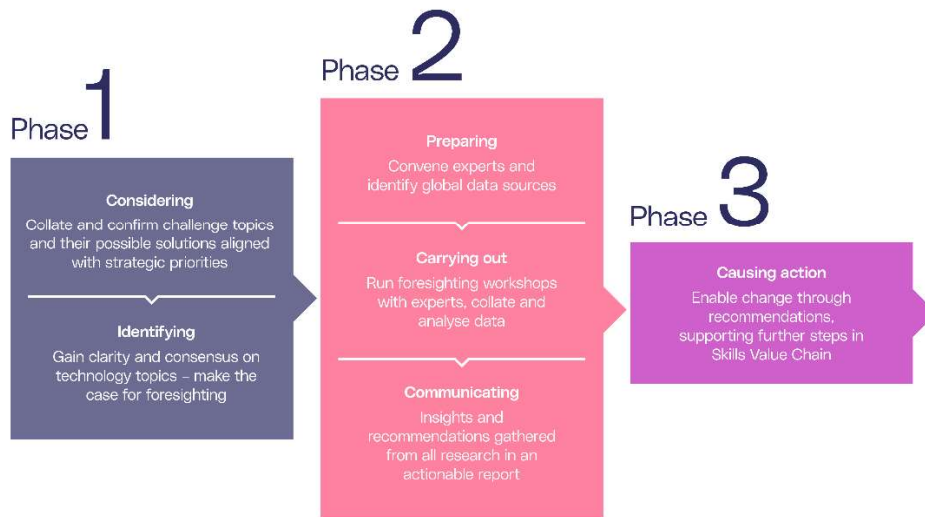 Phase 1
Considering
Collate and confirm challenge topics
and their possible solutions aligned
with strategic priorities
Identifying
Gain clarity and consensus on
technology topics – make the
case for foresighting
Phase 2
Preparing
Convene experts and
identify global data sources
Carrying out
Run foresighting workshops
with experts, collate and
analyse data
Communicating
Insights and
recommendations gathered
from all research in an
actionable report
Phase 3
Causing action
Enable change through
recommendations,
supporting further steps in
Skills Value Chain